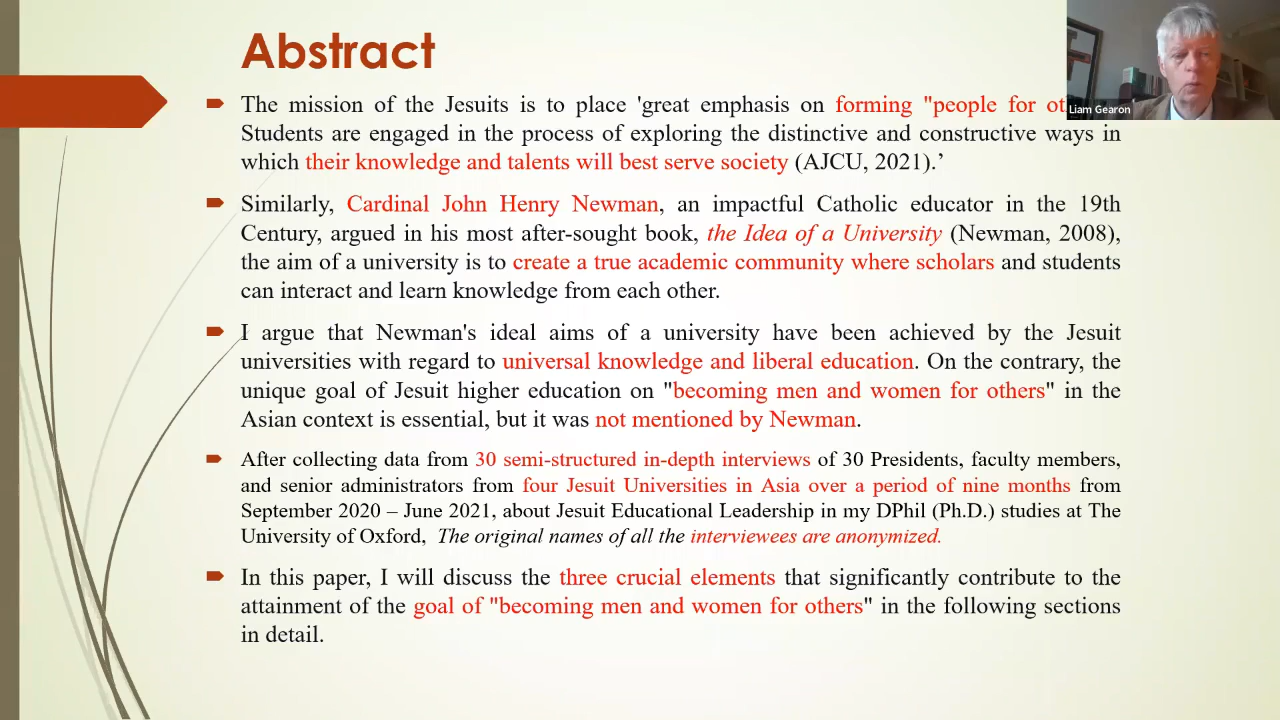 Abstract
The mission of the Jesuits is to place 'great emphasis on forming "people for
Students are engaged in the process of exploring the distinctive and constructive ways in
which their knowledge and talents will best serve society (AJCU, 2021).’
Similarly, Cardinal John Henry Newman, an impactful Catholic educator in the 19th
Century, argued in his most after-sought book, the Idea of a University (Newman, 2008),
the aim of a university is to create a true academic community where scholars and students
can interact and learn knowledge from each other.
I argue that Newman's ideal aims of a university have been achieved by the Jesuit
universities with regard to universal knowledge and liberal education. On the contrary, the
unique goal of Jesuit higher education on "becoming men and women for others" in the
Asian context is essential, but it was not mentioned by Newman.
After collecting data from 30 semi-structured in-depth interviews of 30 Presidents, faculty members,
and senior administrators from four Jesuit Universities in Asia over a period of nine months from
September 2020 – June 2021, about Jesuit Educational Leadership in my DPhil (Ph.D.) studies at The
University of Oxford, The original names of all the interviewees are anonymized.
In this paper, I will discuss the three crucial elements that significantly contribute to the
attainment of the goal of "becoming men and women for others" in the following sections
in detail.
Liam Gearon